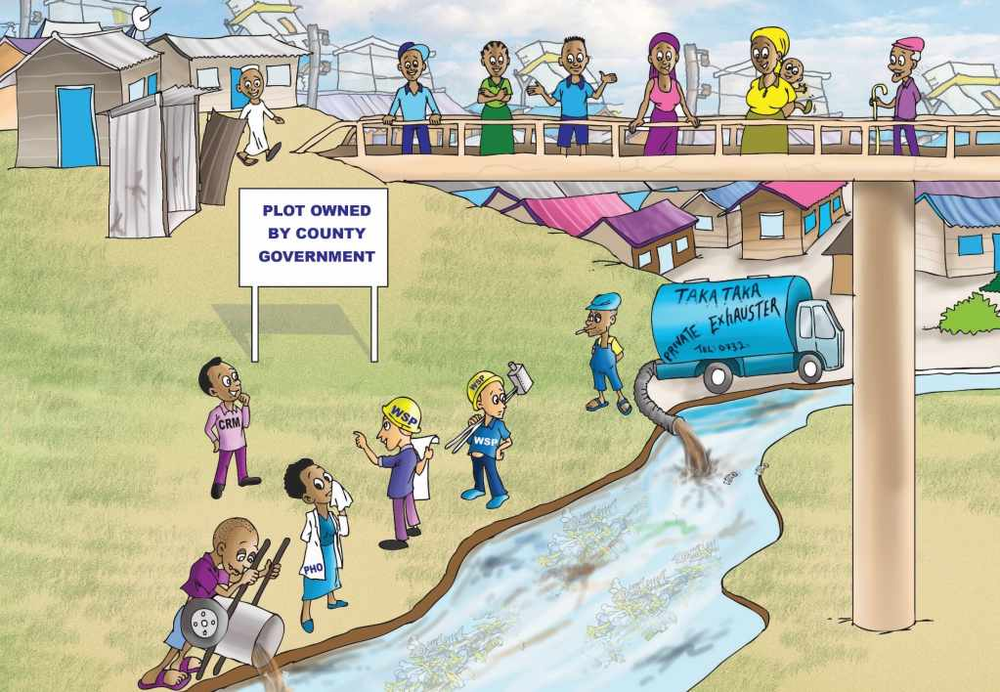 PLOT OWNED
BY COUNTY
GOVERNMENT
TAKA TAKA
PRIVATE EXHAUSTER
TEL: 0732
CRM
WSP
WSP
WSP
PHO